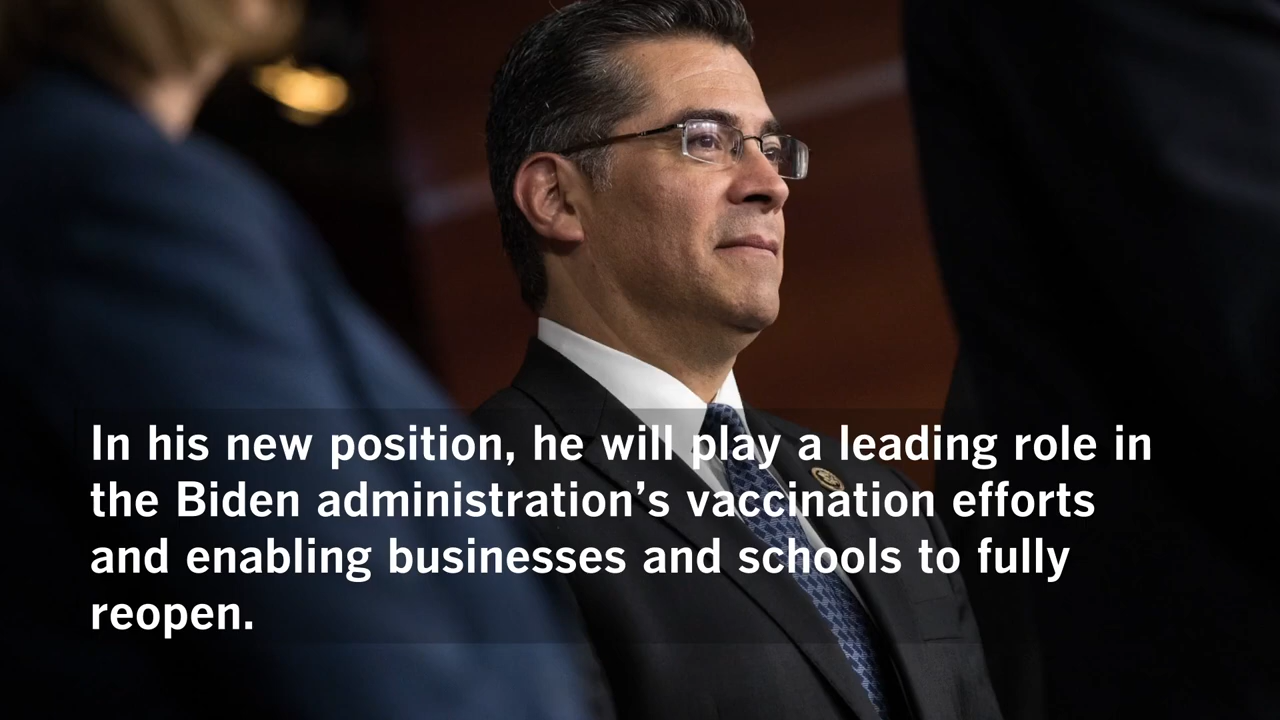 In his new position, he will play a leading role in
the Biden administration’s vaccination efforts
and enabling businesses and schools to fully
reopen.